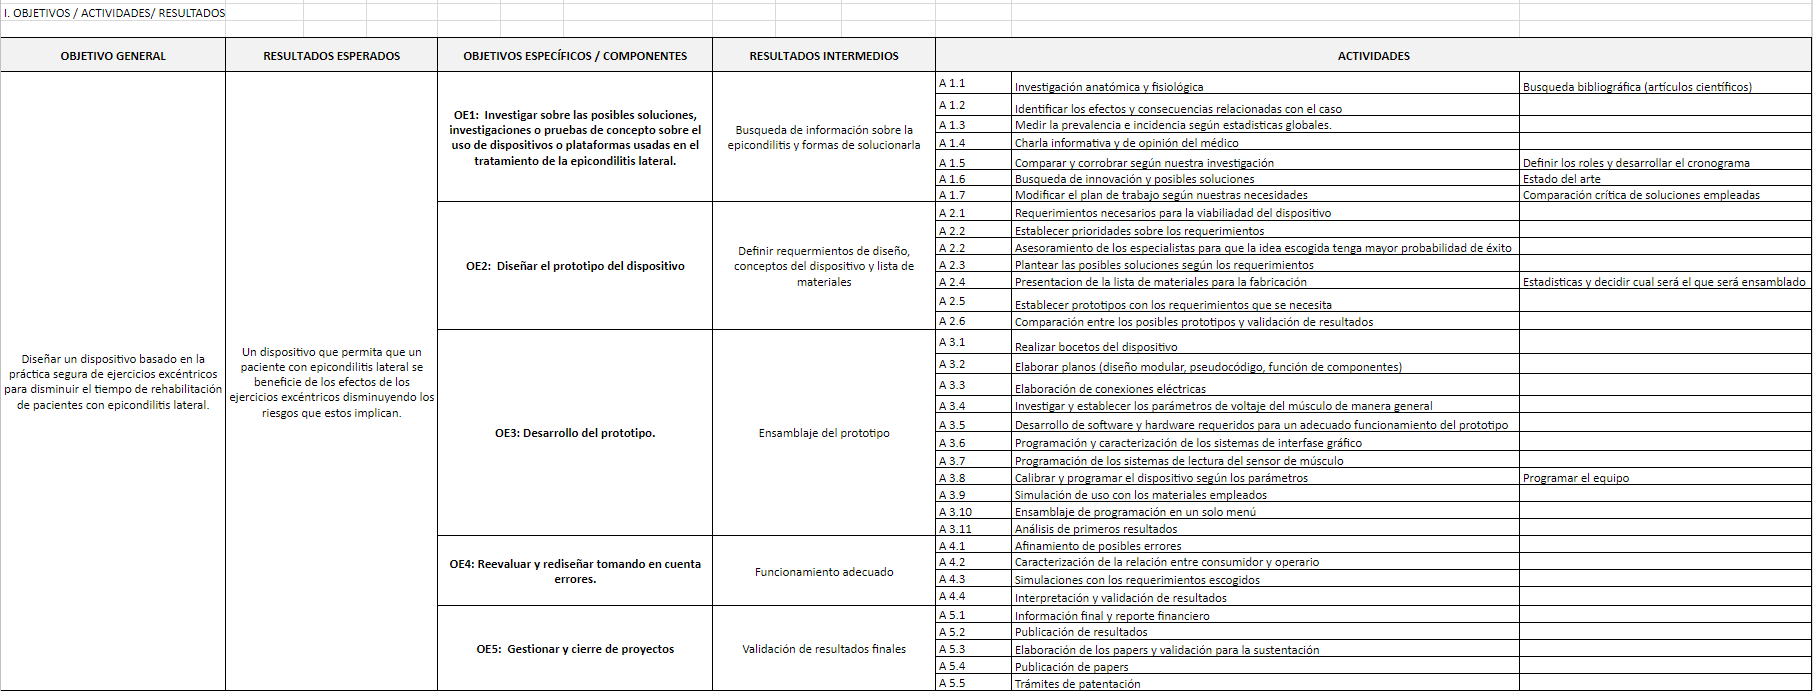 I. OBJETIVOS / ACTIVIDADES/ RESULTADOS
OBJETIVO GENERAL
RESULTADOS ESPERADOS
OBJETIVOS ESPECÍFICOS / COMPONENTES
RESULTADOS INTERMEDIOS
ACTIVIDADES
Diseñar un dispositivo basado en la
práctica segura de ejercicios excéntricos
para disminuir el tiempo de rehabilitación
de pacientes con epicondilitis lateral.
Un dispositivo que permita que un
paciente con epicondilitis lateral se
beneficie de los efectos de los
ejercicios excéntricos disminuyendo los
riesgos que estos implican.
OE1: Investigar sobre las posibles soluciones,
investigaciones o pruebas de concepto sobre el
uso de dispositivos o plataformas usadas en el
tratamiento de la epicondilitis lateral.
Busqueda de información sobre la
epicondilitis y formas de solucionarla
A 1.1 Investigación anatómica y fisiológica Busqueda bibliográfica (artículos científicos)
A 1.2 Identificar los efectos y consecuencias relacionadas con el caso
A 1.3 Medir la prevalencia e incidencia según estadisticas globales.
A 1.4 Charla informativa y de opinión del médico
A 1.5 Comparar y corrobrar según nuestra investigación Definir los roles y desarrollar el cronograma
A 1.6 Busqueda de innovación y posibles soluciones Estado del arte
A 1.7 Modificar el plan de trabajo según nuestras necesidades Comparación crítica de soluciones empleadas
OE2: Diseñar el prototipo del dispositivo
Definir requermientos de diseño,
conceptos del dispositivo y lista de
materiales
A 2.1 Requerimientos necesarios para la viabiliadad del dispositivo
A 2.2 Establecer prioridades sobre los requerimientos
A 2.2 Asesoramiento de los especialistas para que la idea escogida tenga mayor probabilidad de éxito
A 2.3 Plantear las posibles soluciones según los requerimientos
A 2.4 Presentacion de la lista de materiales para la fabricación Estadisticas y decidir cual será el que será ensamblado
A 2.5 Establecer prototipos con los requerimientos que se necesita
A 2.6 Comparación entre los posibles prototipos y validación de resultados
OE3: Desarrollo del prototipo.
Ensamblaje del prototipo
A 3.1 Realizar bocetos del dispositivo
A 3.2 Elaborar planos (diseño modular, pseudocódigo, función de componentes)
A 3.3 Elaboración de conexiones eléctricas
A 3.4 Investigar y establecer los parámetros de voltaje del músculo de manera general
A 3.5 Desarrollo de software y hardware requeridos para un adecuado funcionamiento del prototipo
A 3.6 Programación y caracterización de los sistemas de interfase gráfico
A 3.7 Programación de los sistemas de lectura del sensor de músculo
A 3.8 Calibrar y programar el dispositivo según los parámetros Programar el equipo
A 3.9 Simulación de uso con los materiales empleados
A 3.10 Ensamblaje de programación en un solo menú
A 3.11 Análisis de primeros resultados
OE4: Reevaluar y rediseñar tomando en cuenta
errores.
Funcionamiento adecuado
A 4.1 Afinamiento de posibles errores
A 4.2 Caracterización de la relación entre consumidor y operario
A 4.3 Simulaciones con los requerimientos escogidos
A 4.4 Interpretación y validación de resultados
OE5: Gestionar y cierre de proyectos
Validación de resultados finales
A 5.1 Información final y reporte financiero
A 5.2 Publicación de resultados
A 5.3 Elaboración de los papers y validación para la sustentación
A 5.4 Publicación de papers
A 5.5 Trámites de patentación